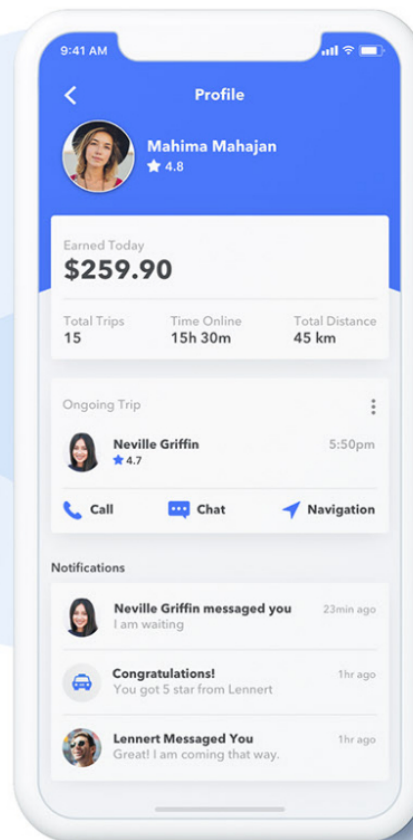 9:41 AM
Profile
Mahima Mahajan
4.8
Earned Today
$259.90
Total Trips Time Online Total Distance
15 15h 30m 45 km
Ongoing Trip
Neville Griffin 5:50pm
4.7
Call Chat Navigation
Notifications
Neville Griffin messaged you 23min ago
I am waiting
Congratulations! 1hr ago
You got 5 star from Lennert
Lennert Messaged You 1hr ago
Great! I am coming that way.